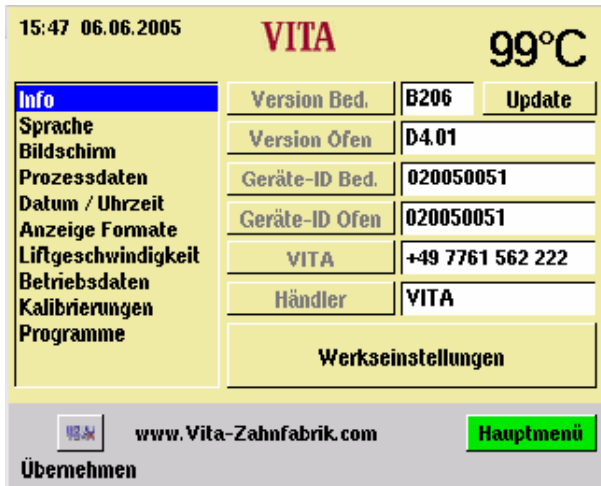 15:47 06.06.2005
VITA
99°C
Info
Sprache
Bildschirm
Prozessdaten
Datum / Uhrzeit
Anzeige Formate
Liftgeschwindigkeit
Betriebsdaten
Kalibrierungen
Programme
Version Bed. B206 Update
Version Ofen D4.01
Geräte-ID Bed. 020050051
Geräte-ID Ofen 020050051
VITA +49 7761 562 222
Händler VITA
Werkseinstellungen
www.Vita-Zahnfabrik.com
Hauptmenü
Übernehmen